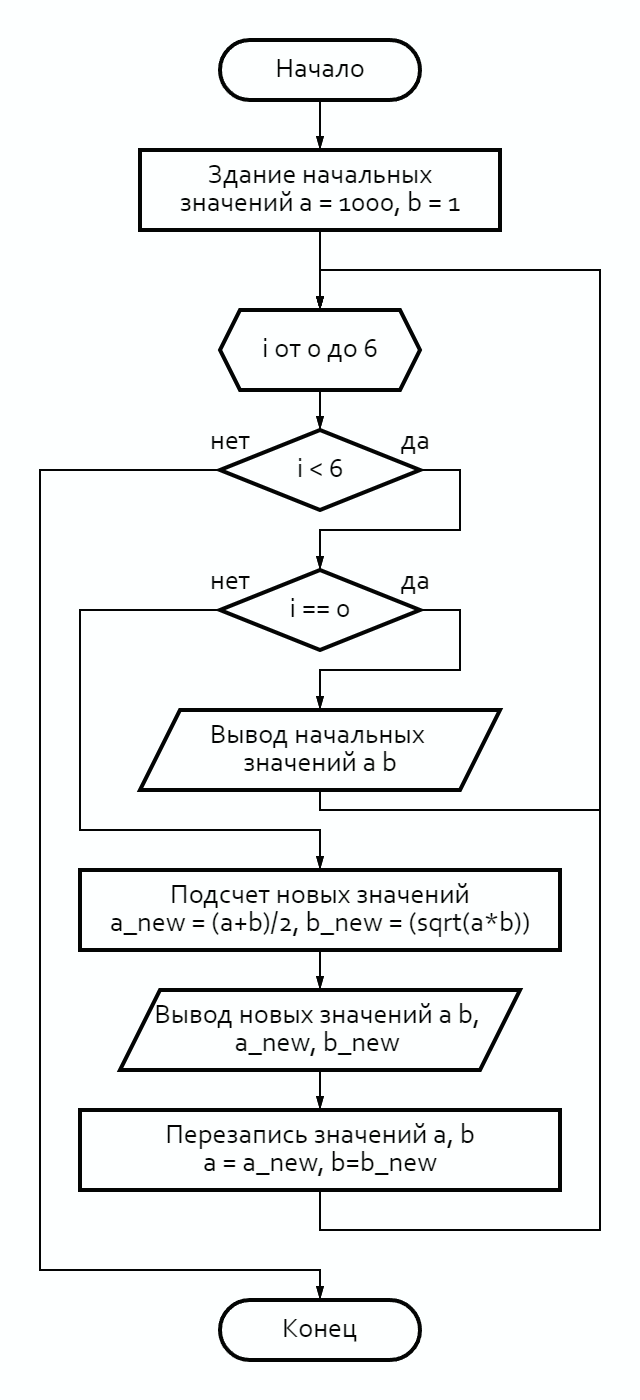 Начало
Здание начальных
значений a = 1000, b = 1
i от 0 до 6
нет
да
i < 6
нет
да
i == 0
Вывод начальных
значений a b
Подсчет новых значений
a_new = (a+b)/2, b_new = (sqrt(a*b))
Вывод новых значений a b,
a_new, b_new
Перезапись значений a, b
a = a_new, b=b_new
Конец